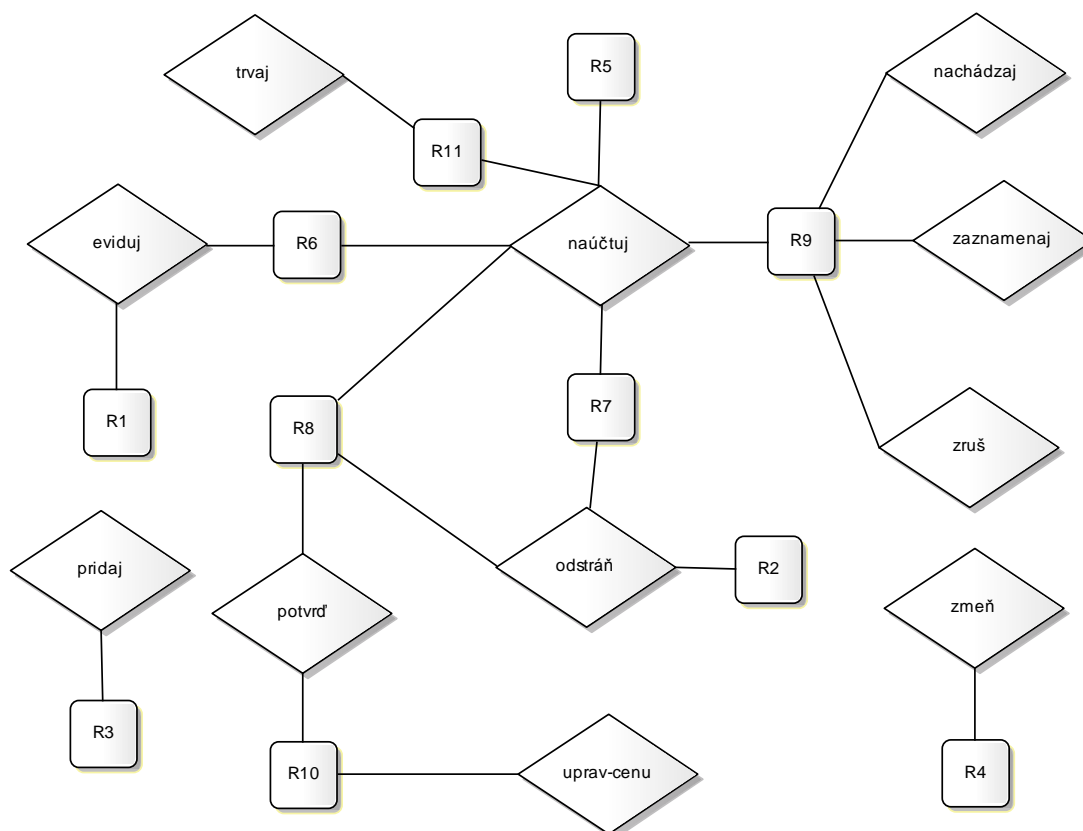 trvaj
R5
nachádzaj
R11
eviduj
R6
naúčtuj
R9
zaznamenaj
R1
R8
R7
zruš
pridaj
potvrď
odstráň
R2
zmeň
R3
R10
uprav-cenu
R4